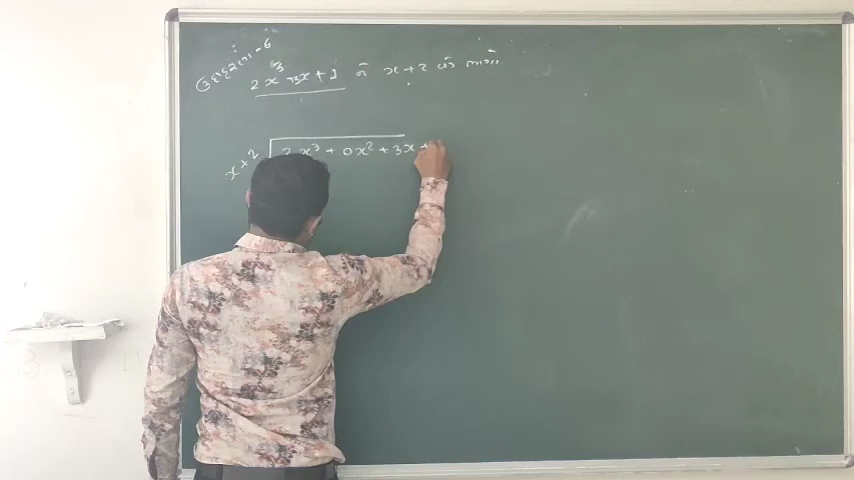 ઉદાહરણ-6
2x³+3x+1 ને x+2 વડે ભાગો.
x+2 2x³ + 0x² + 3x +